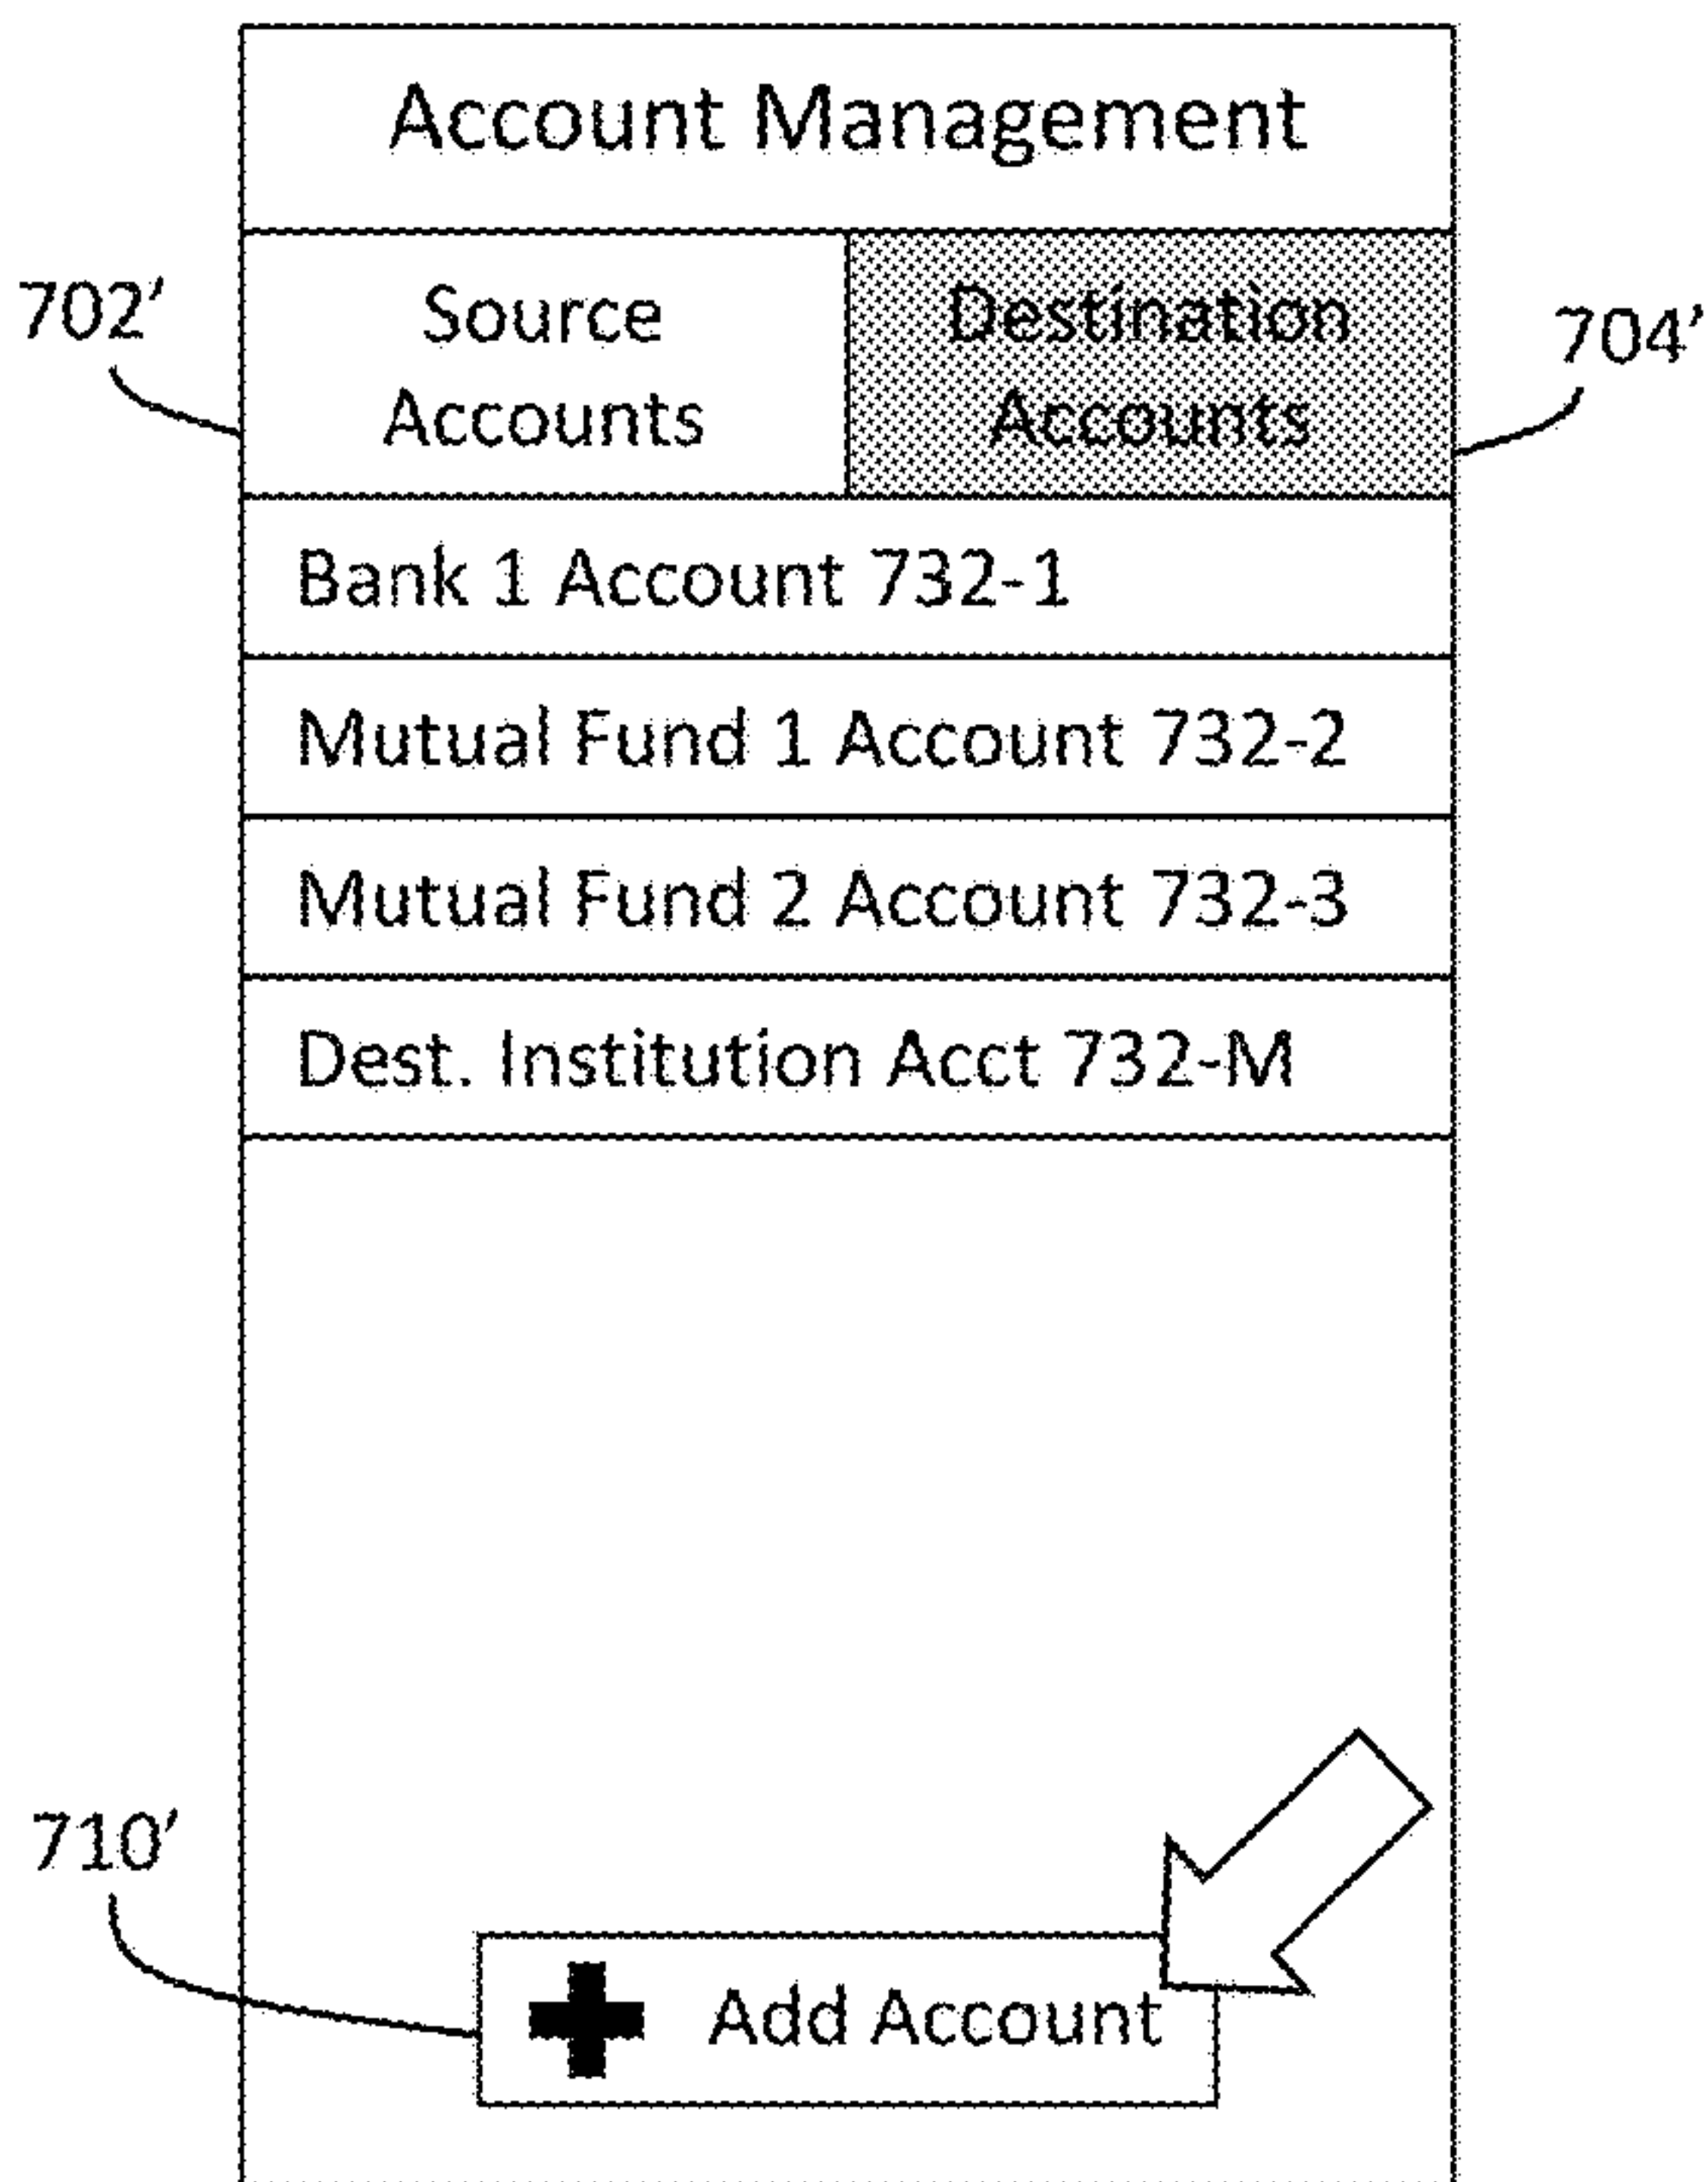 Account Management
702'
Source
Accounts
Destination
Accounts
704'
Bank 1 Account 732-1
Mutual Fund 1 Account 732-2
Mutual Fund 2 Account 732-3
Dest. Institution Acct 732-M
710'
Add Account